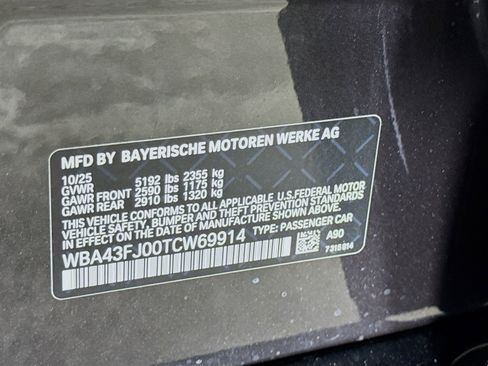 MFD BY BAYERISCHE MOTOREN WERKE AG
10/25
GVWR 5192 lbs 2355 kg
GAWR FRONT 2590 lbs 1175 kg
GAWR REAR 2910 lbs 1320 kg
THIS VEHICLE CONFORMS TO ALL APPLICABLE U.S. FEDERAL MOTOR
VEHICLE SAFETY, BUMPER AND THEFT PREVENTION STANDARDS
IN EFFECT ON THE DATE OF MANUFACTURE SHOWN ABOVE.
WBA43FJ00TCW69914 TYPE: PASSENGER CAR
A90
7315814